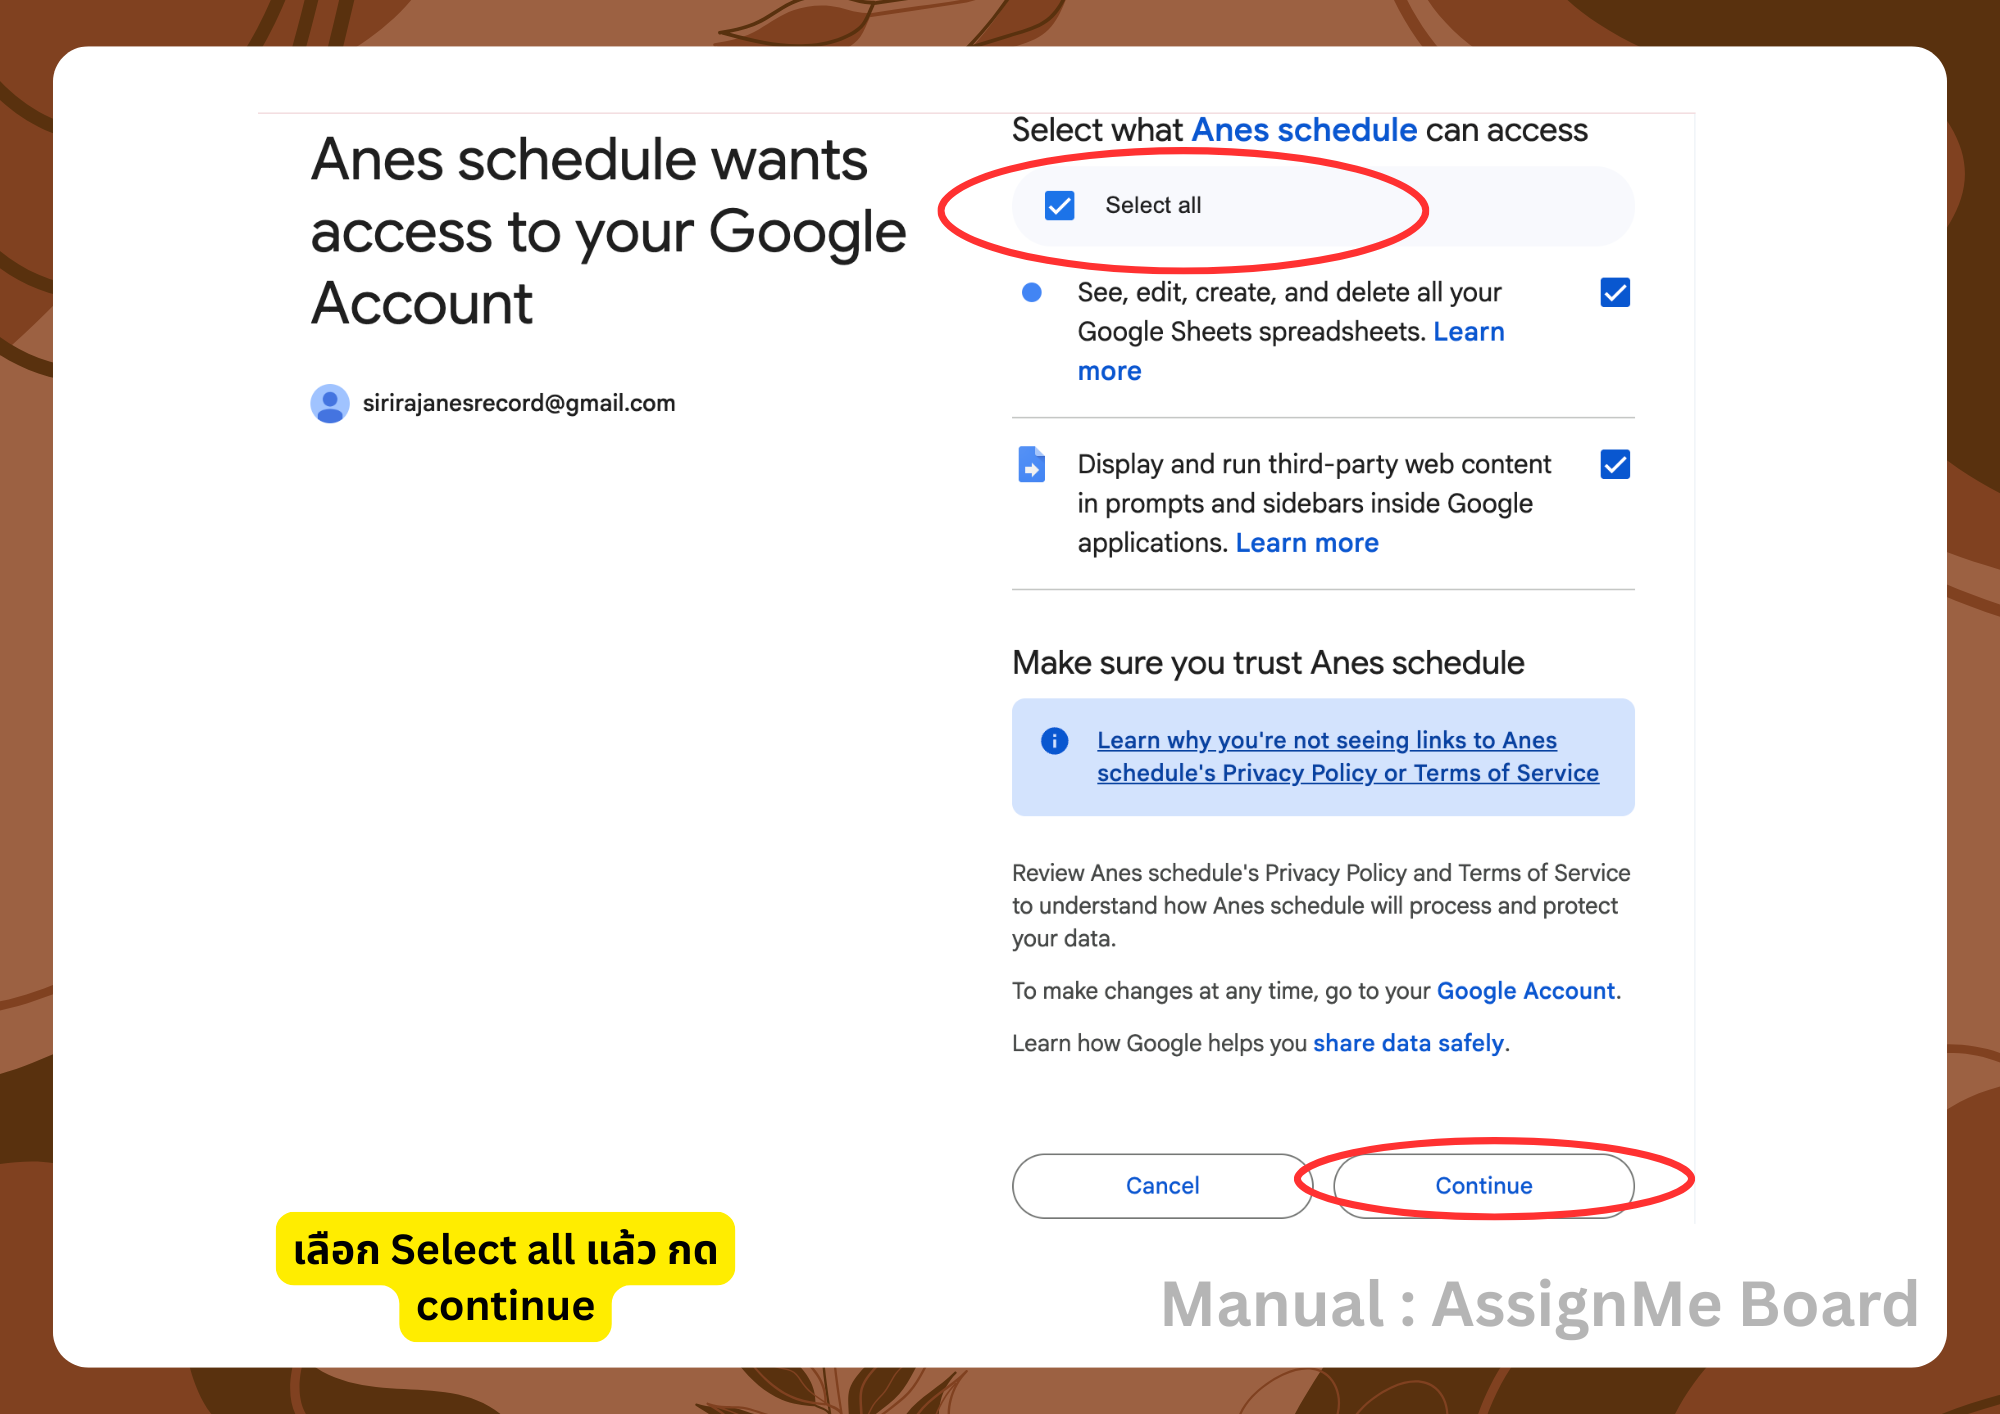 Anes schedule wants
access to your Google
Account
sirirajanesrecord@gmail.com
Select what Anes schedule can access
Select all
See, edit, create, and delete all your
Google Sheets spreadsheets. Learn
more
Display and run third-party web content
in prompts and sidebars inside Google
applications. Learn more
Make sure you trust Anes schedule
Learn why you're not seeing links to Anes
schedule's Privacy Policy or Terms of Service
Review Anes schedule's Privacy Policy and Terms of Service
to understand how Anes schedule will process and protect
your data.
To make changes at any time, go to your Google Account.
Learn how Google helps you share data safely.
Cancel
Continue
เลือก Select all แล้ว กด
continue
Manual : AssignMe Board